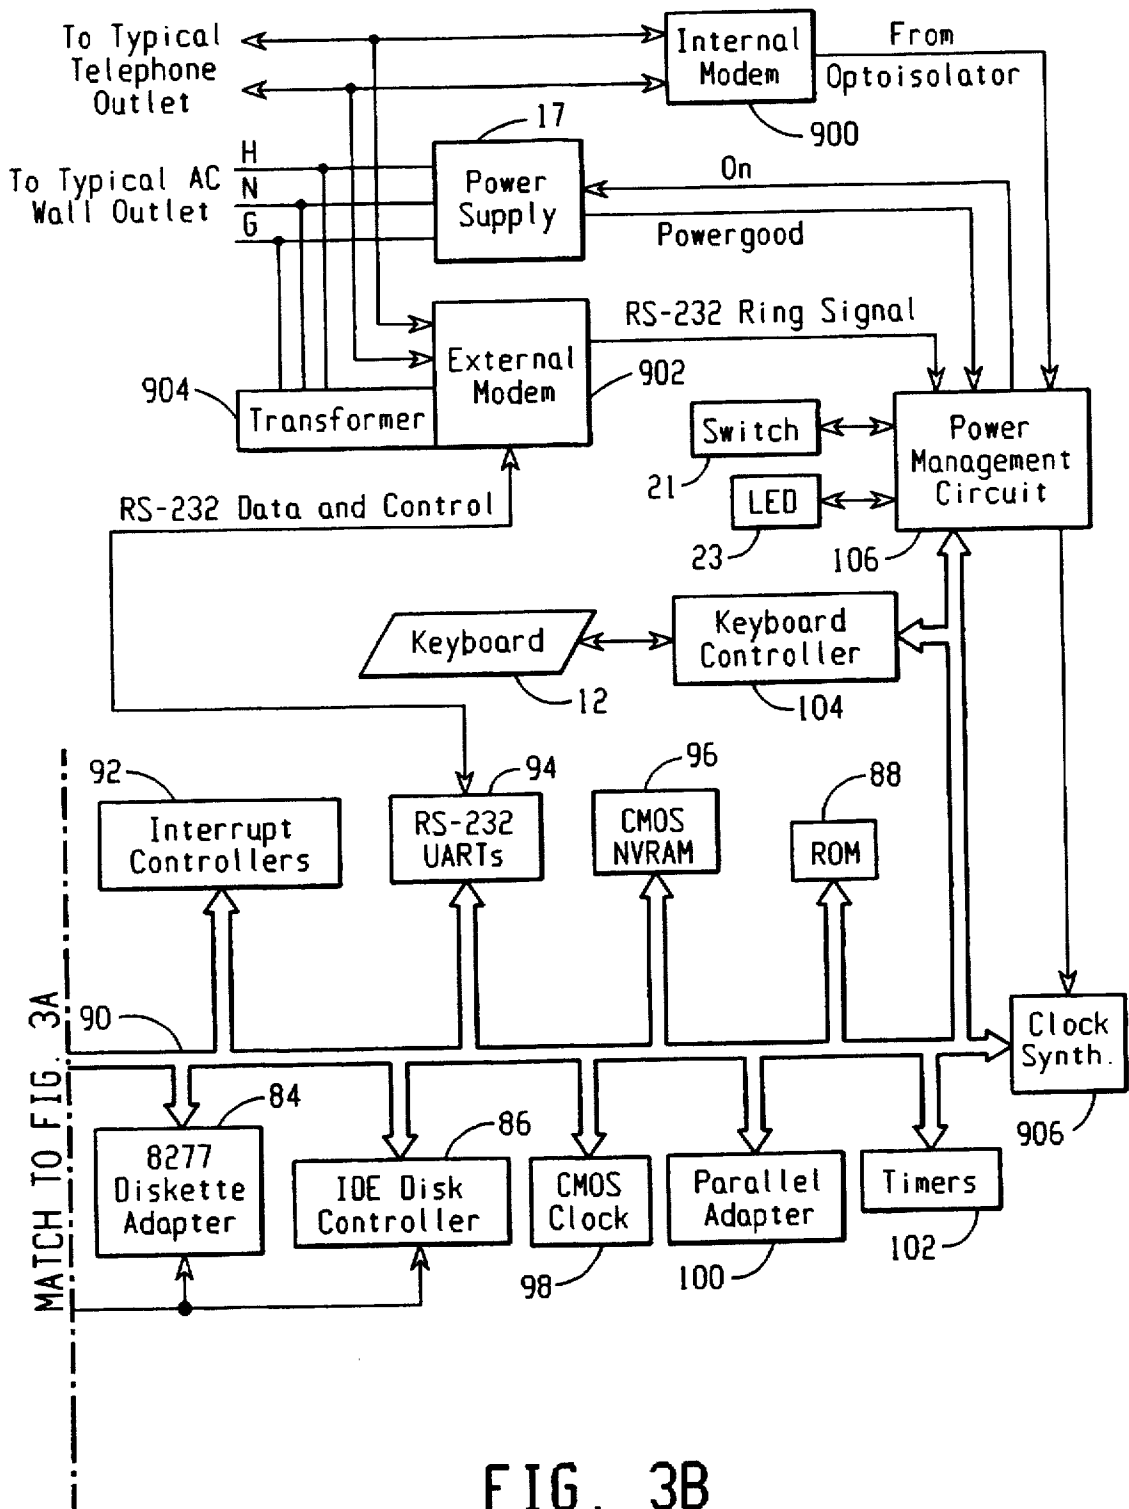 To Typical
Telephone
Outlet
Internal
Modem
From
Optoisolator
900
17
H
N
G
To Typical AC
Wall Outlet
Power
Supply
On
Powergood
RS-232 Ring Signal
External
Modem
902
904
Transformer
Switch
21
LED
23
Power
Management
Circuit
106
RS-232 Data and Control
Keyboard
12
Keyboard
Controller
104
92
Interrupt
Controllers
94
RS-232
UARTs
96
CMOS
NVRAM
88
ROM
MATCH TO FIG. 3A
90
Clock
Synth.
906
84
8277
Diskette
Adapter
86
IDE Disk
Controller
CMOS
Clock
98
Parallel
Adapter
100
Timers
102
FIG. 3B